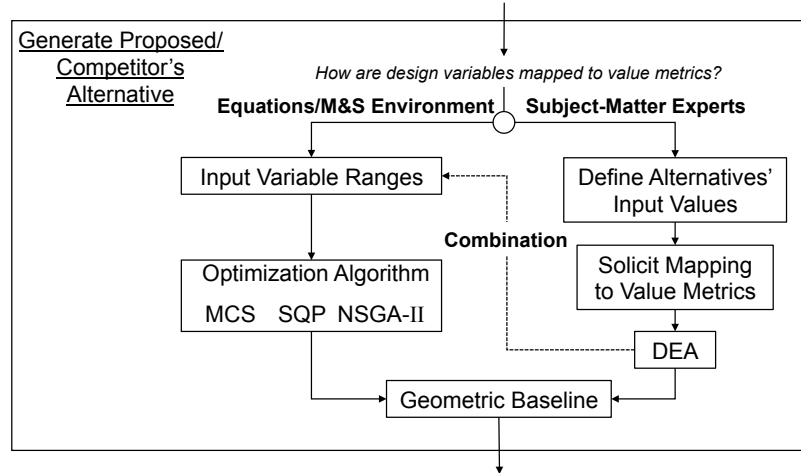 Generate Proposed/
Competitor's
Alternative
How are design variables mapped to value metrics?
Equations/M&S Environment
Subject-Matter Experts
Input Variable Ranges
Define Alternatives'
Input Values
Combination
Optimization Algorithm
MCS SQP NSGA-II
Solicit Mapping
to Value Metrics
DEA
Geometric Baseline